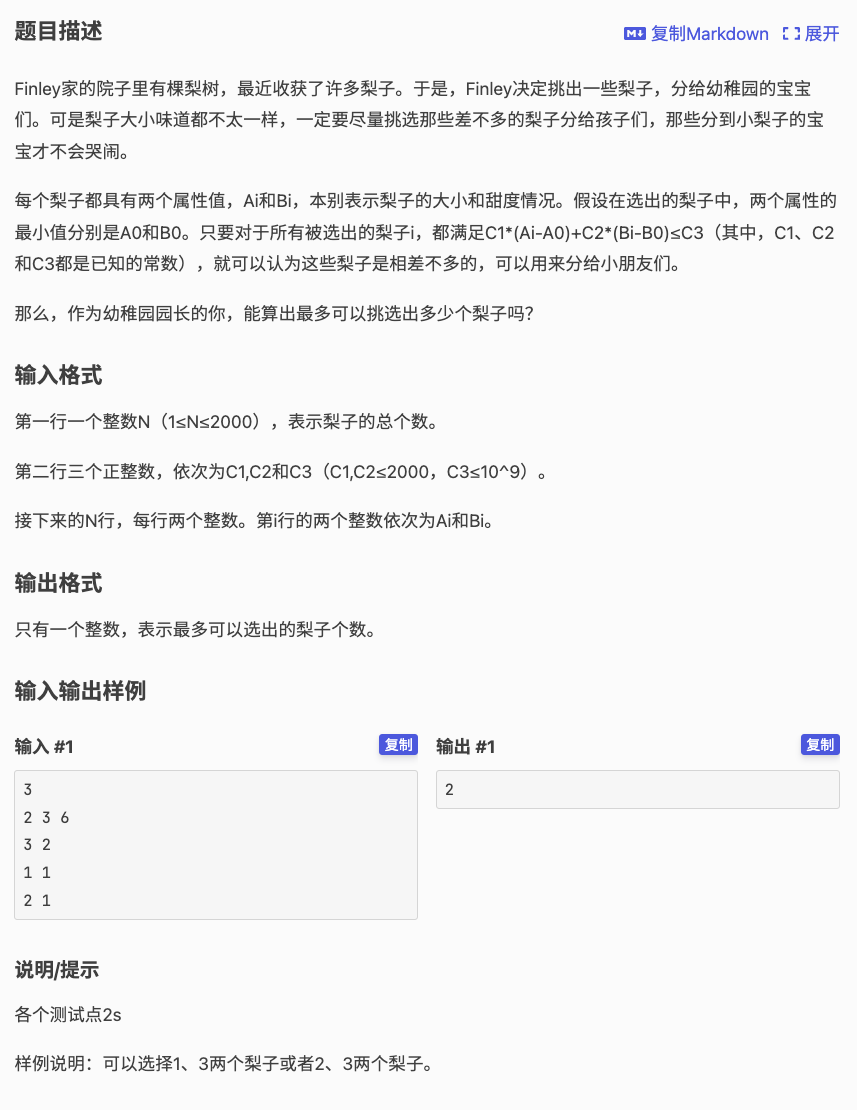 题目描述
复制Markdown 展开
Finley家的院子里有棵梨树，最近收获了许多梨子。于是，Finley决定挑出一些梨子，分给幼稚园的宝宝
们。可是梨子大小味道都不太一样，一定要尽量挑选那些差不多的梨子分给孩子们，那些分到小梨子的宝
宝才不会哭闹。
每个梨子都具有两个属性值，Ai和Bi，本别表示梨子的大小和甜度情况。假设在选出的梨子中，两个属性的
最小值分别是A0和B0。只要对于所有被选出的梨子i，都满足C1*(Ai-A0)+C2*(Bi-B0)≤C3（其中，C1、C2
和C3都是已知的常数），就可以认为这些梨子是相差不多的，可以用来分给小朋友们。
那么，作为幼稚园园长的你，能算出最多可以挑选出多少个梨子吗？
输入格式
第一行一个整数N（1≤N≤2000），表示梨子的总个数。
第二行三个正整数，依次为C1,C2和C3（C1,C2≤2000，C3≤10^9）。
接下来的N行，每行两个整数。第i行的两个整数依次为Ai和Bi。
输出格式
只有一个整数，表示最多可以选出的梨子个数。
输入输出样例
输入 #1
复制
3
2 3 6
3 2
1 1
2 1
输出 #1
复制
2
说明/提示
各个测试点2s
样例说明：可以选择1、3两个梨子或者2、3两个梨子。